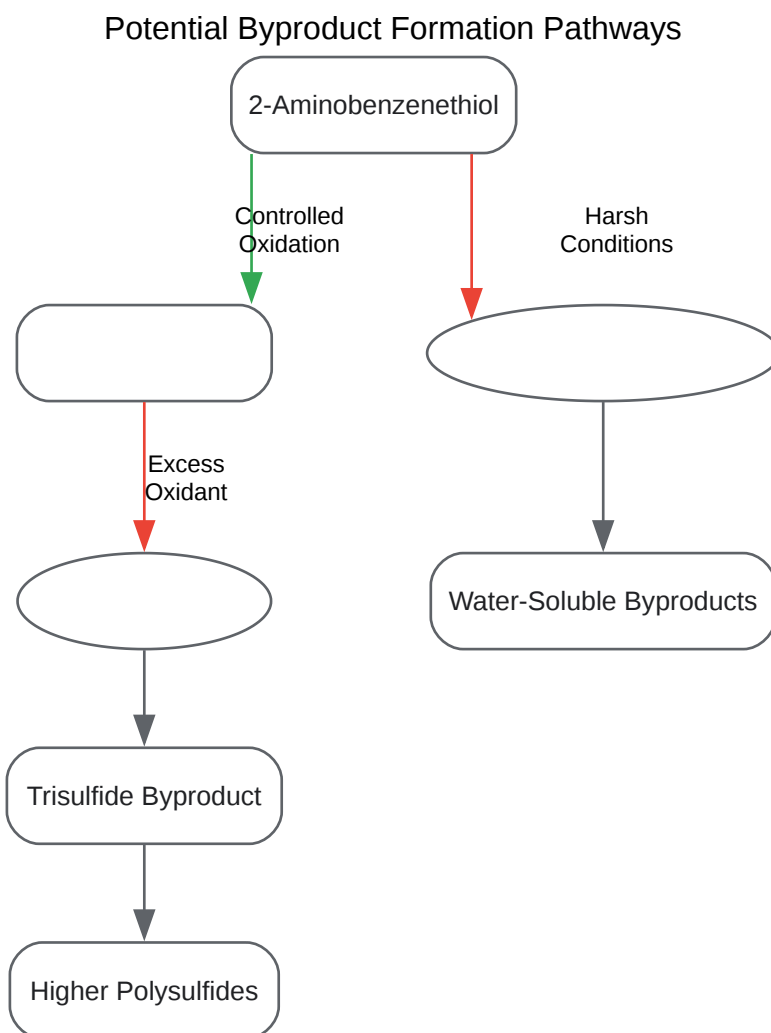 Potential Byproduct Formation Pathways
2-Aminobenzenethiol
Controlled
Oxidation
Harsh
Conditions
Excess
Oxidant
Water-Soluble Byproducts
Trisulfide Byproduct
Higher Polysulfides